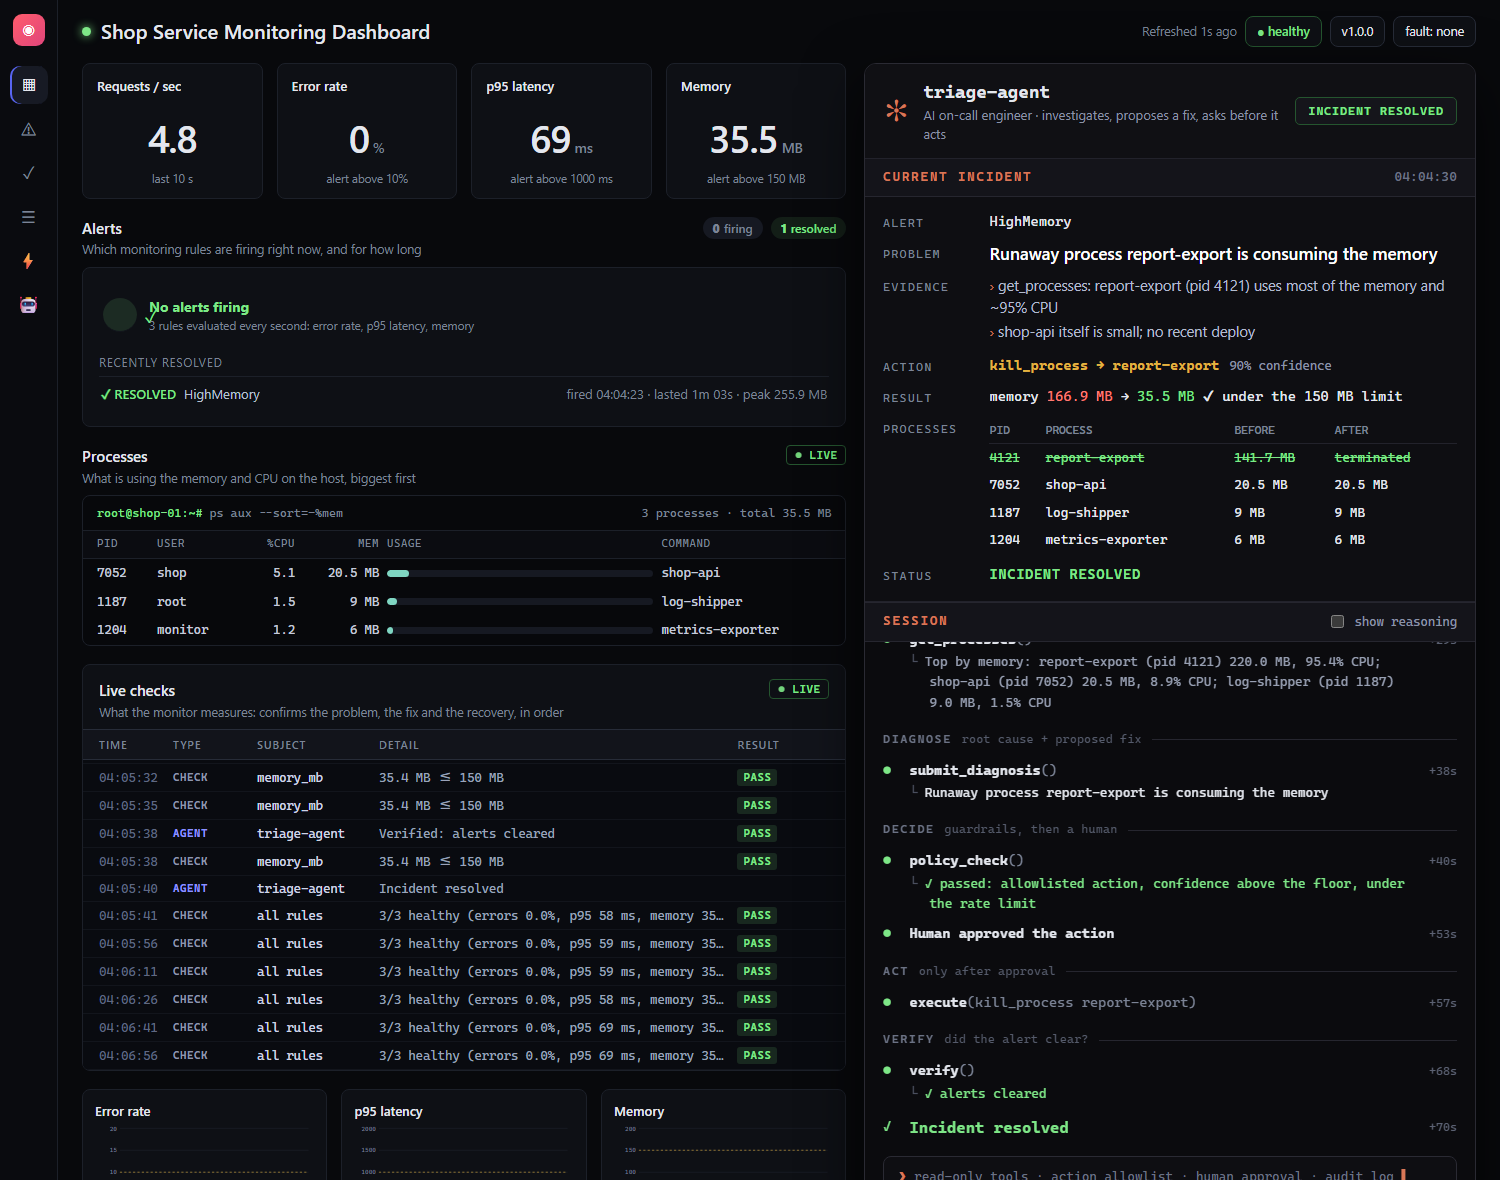 Shop Service Monitoring Dashboard
Refreshed 1s ago
healthy
v1.0.0
fault: none
Requests / sec
4.8
last 10 s
Error rate
0 %
alert above 10%
p95 latency
69 ms
alert above 1000 ms
Memory
35.5 MB
alert above 150 MB
Alerts
0 firing
1 resolved
Which monitoring rules are firing right now, and for how long
No alerts firing
3 rules evaluated every second: error rate, p95 latency, memory
RECENTLY RESOLVED
✓ RESOLVED HighMemory
fired 04:04:23 · lasted 1m 03s · peak 255.9 MB
Processes
LIVE
What is using the memory and CPU on the host, biggest first
root@shop-01:~# ps aux --sort=-%mem
3 processes · total 35.5 MB
PID USER %CPU MEM USAGE COMMAND
7052 shop 5.1 20.5 MB shop-api
1187 root 1.5 9 MB log-shipper
1204 monitor 1.2 6 MB metrics-exporter
Live checks
LIVE
What the monitor measures: confirms the problem, the fix and the recovery, in order
TIME TYPE SUBJECT DETAIL RESULT
04:05:32 CHECK memory_mb 35.4 MB ≤ 150 MB PASS
04:05:35 CHECK memory_mb 35.4 MB ≤ 150 MB PASS
04:05:38 AGENT triage-agent Verified: alerts cleared PASS
04:05:38 CHECK memory_mb 35.4 MB ≤ 150 MB PASS
04:05:40 AGENT triage-agent Incident resolved
04:05:41 CHECK all rules 3/3 healthy (errors 0.0%, p95 58 ms, memory 35… PASS
04:05:56 CHECK all rules 3/3 healthy (errors 0.0%, p95 59 ms, memory 35… PASS
04:06:11 CHECK all rules 3/3 healthy (errors 0.0%, p95 59 ms, memory 35… PASS
04:06:26 CHECK all rules 3/3 healthy (errors 0.0%, p95 58 ms, memory 35… PASS
04:06:41 CHECK all rules 3/3 healthy (errors 0.0%, p95 69 ms, memory 35… PASS
04:06:56 CHECK all rules 3/3 healthy (errors 0.0%, p95 69 ms, memory 35… PASS
Error rate
20
15
10
p95 latency
2000
1500
1000
Memory
200
150
100
triage-agent
AI on-call engineer · investigates, proposes a fix, asks before it
acts
INCIDENT RESOLVED
CURRENT INCIDENT
04:04:30
ALERT HighMemory
PROBLEM Runaway process report-export is consuming the memory
EVIDENCE › get_processes: report-export (pid 4121) uses most of the memory and
~95% CPU
› shop-api itself is small; no recent deploy
ACTION kill_process → report-export 90% confidence
RESULT memory 166.9 MB → 35.5 MB ✓ under the 150 MB limit
PROCESSES PID PROCESS BEFORE AFTER
4121 report-export 141.7 MB terminated
7052 shop-api 20.5 MB 20.5 MB
1187 log-shipper 9 MB 9 MB
1204 metrics-exporter 6 MB 6 MB
STATUS INCIDENT RESOLVED
SESSION
show reasoning
get_processes()
└ Top by memory: report-export (pid 4121) 220.0 MB, 95.4% CPU;
shop-api (pid 7052) 20.5 MB, 8.9% CPU; log-shipper (pid 1187)
9.0 MB, 1.5% CPU
DIAGNOSE root cause + proposed fix
submit_diagnosis() +38s
└ Runaway process report-export is consuming the memory
DECIDE guardrails, then a human
policy_check() +40s
└ ✓ passed: allowlisted action, confidence above the floor, under
the rate limit
Human approved the action +53s
ACT only after approval
execute(kill_process report-export) +57s
VERIFY did the alert clear?
verify() +68s
└ ✓ alerts cleared
✓ Incident resolved +70s
❯ read-only tools · action allowlist · human approval · audit log